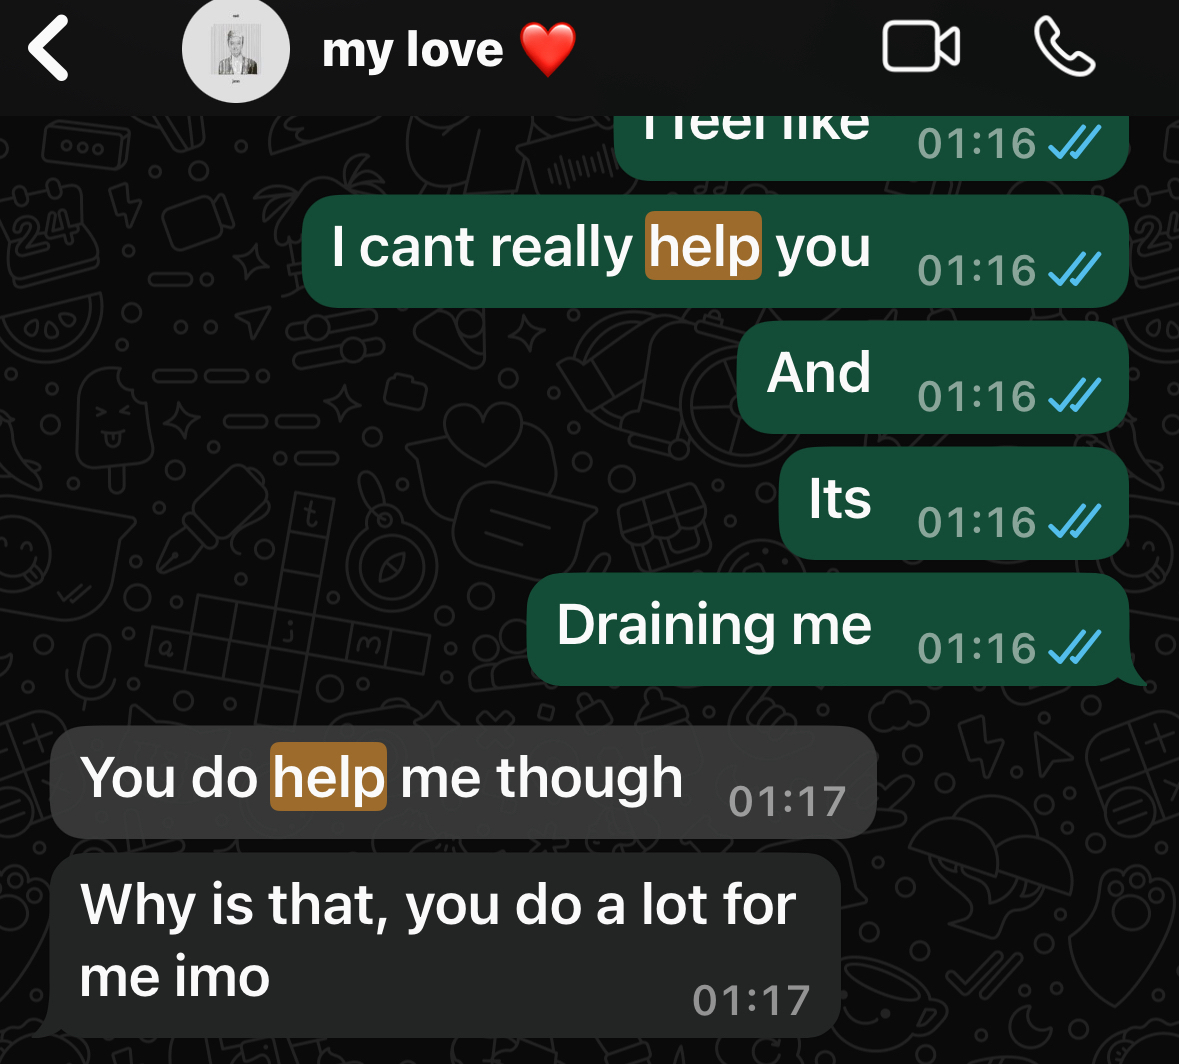 my love ❤️
I feel like
01:16
I cant really help you
01:16
And
01:16
Its
01:16
Draining me
01:16
You do help me though
01:17
Why is that, you do a lot for
me imo
01:17